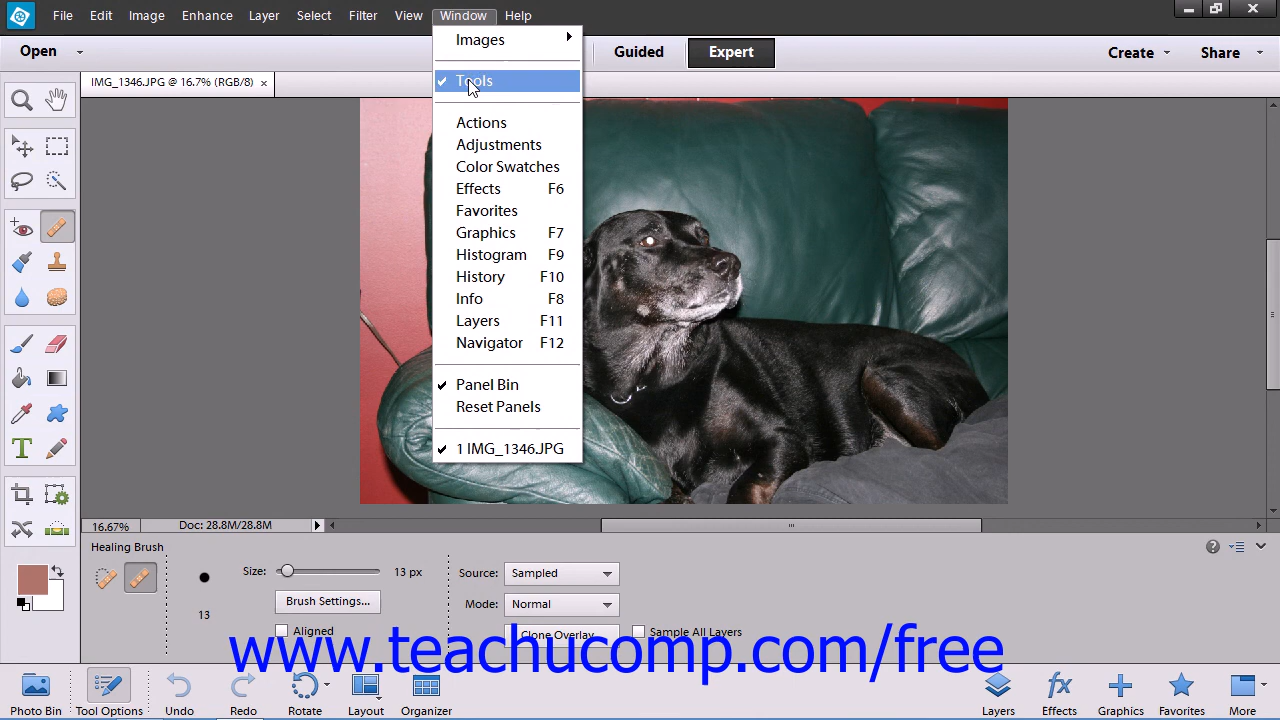 File Edit Image Enhance Layer Select Filter View Window Help
Open Guided Expert Create Share
IMG_1346.JPG @ 16.7% (RGB/8) ×
Images
Tools
Actions
Adjustments
Color Swatches
Effects F6
Favorites
Graphics F7
Histogram F9
History F10
Info F8
Layers F11
Navigator F12
Panel Bin
Reset Panels
1 IMG_1346.JPG
16.67% Doc: 28.8M/28.8M
Healing Brush
Size: 13 px Source: Sampled
13 Brush Settings... Mode: Normal
Aligned Clone Overlay... Sample All Layers
www.teachucomp.com/free
Photo Bin Tool Options Undo Redo Rotate Layout Organizer Layers Effects Graphics Favorites More